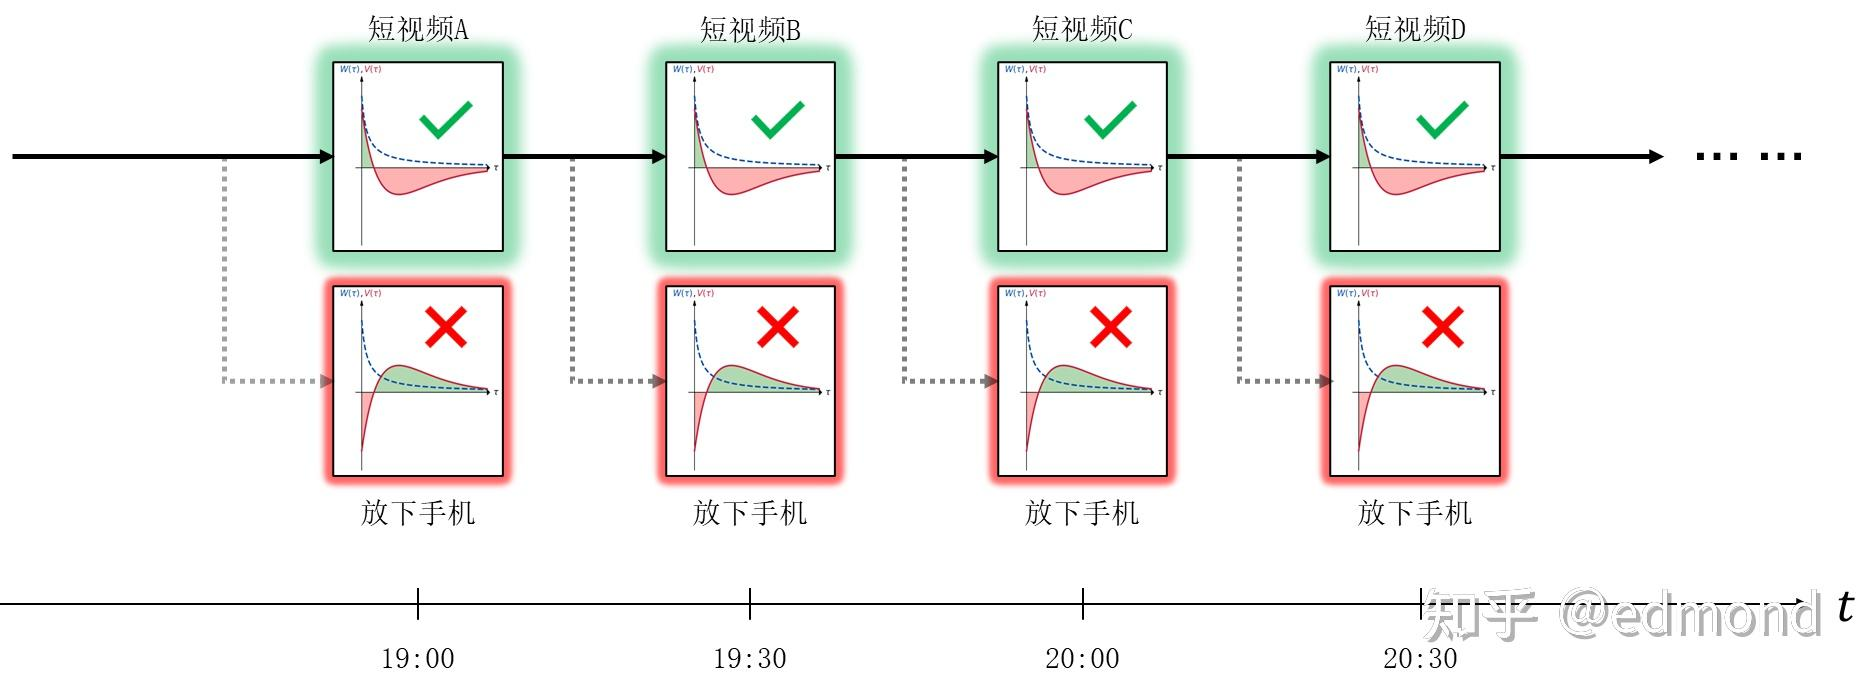 短视频A 短视频B 短视频C 短视频D
W(τ),V(τ) W(τ),V(τ) W(τ),V(τ) W(τ),V(τ)
τ τ τ τ
…… 
W(τ),V(τ) W(τ),V(τ) W(τ),V(τ) W(τ),V(τ)
τ τ τ τ
放下手机 放下手机 放下手机 放下手机
知乎 @edmond t
19:00 19:30 20:00 20:30